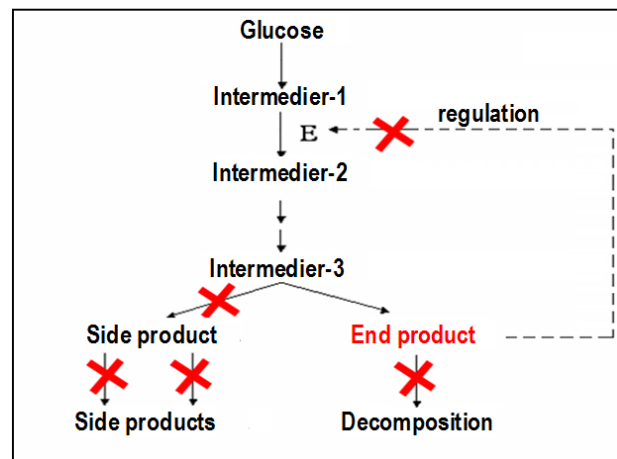 Glucose
Intermedier-1
regulation
E
Intermedier-2
Intermedier-3
Side product
End product
Side products
Decomposition